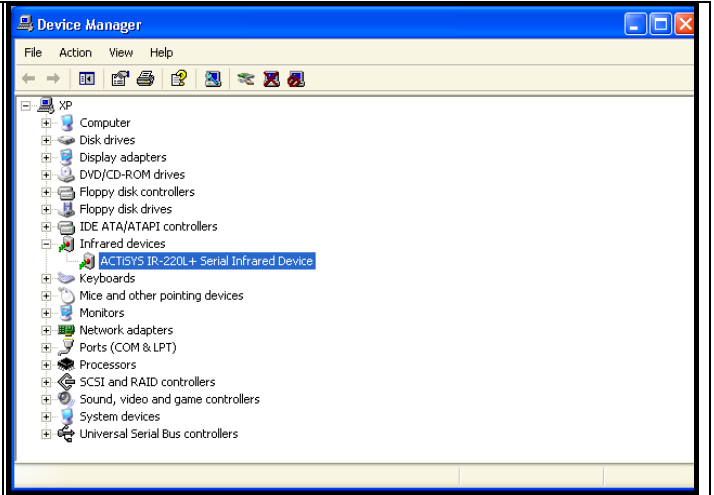 Device Manager
File Action View Help
XP
Computer
Disk drives
Display adapters
DVD/CD-ROM drives
Floppy disk controllers
Floppy disk drives
IDE ATA/ATAPI controllers
Infrared devices
ACTiSYS IR-220L+ Serial Infrared Device
Keyboards
Mice and other pointing devices
Monitors
Network adapters
Ports (COM & LPT)
Processors
SCSI and RAID controllers
Sound, video and game controllers
System devices
Universal Serial Bus controllers